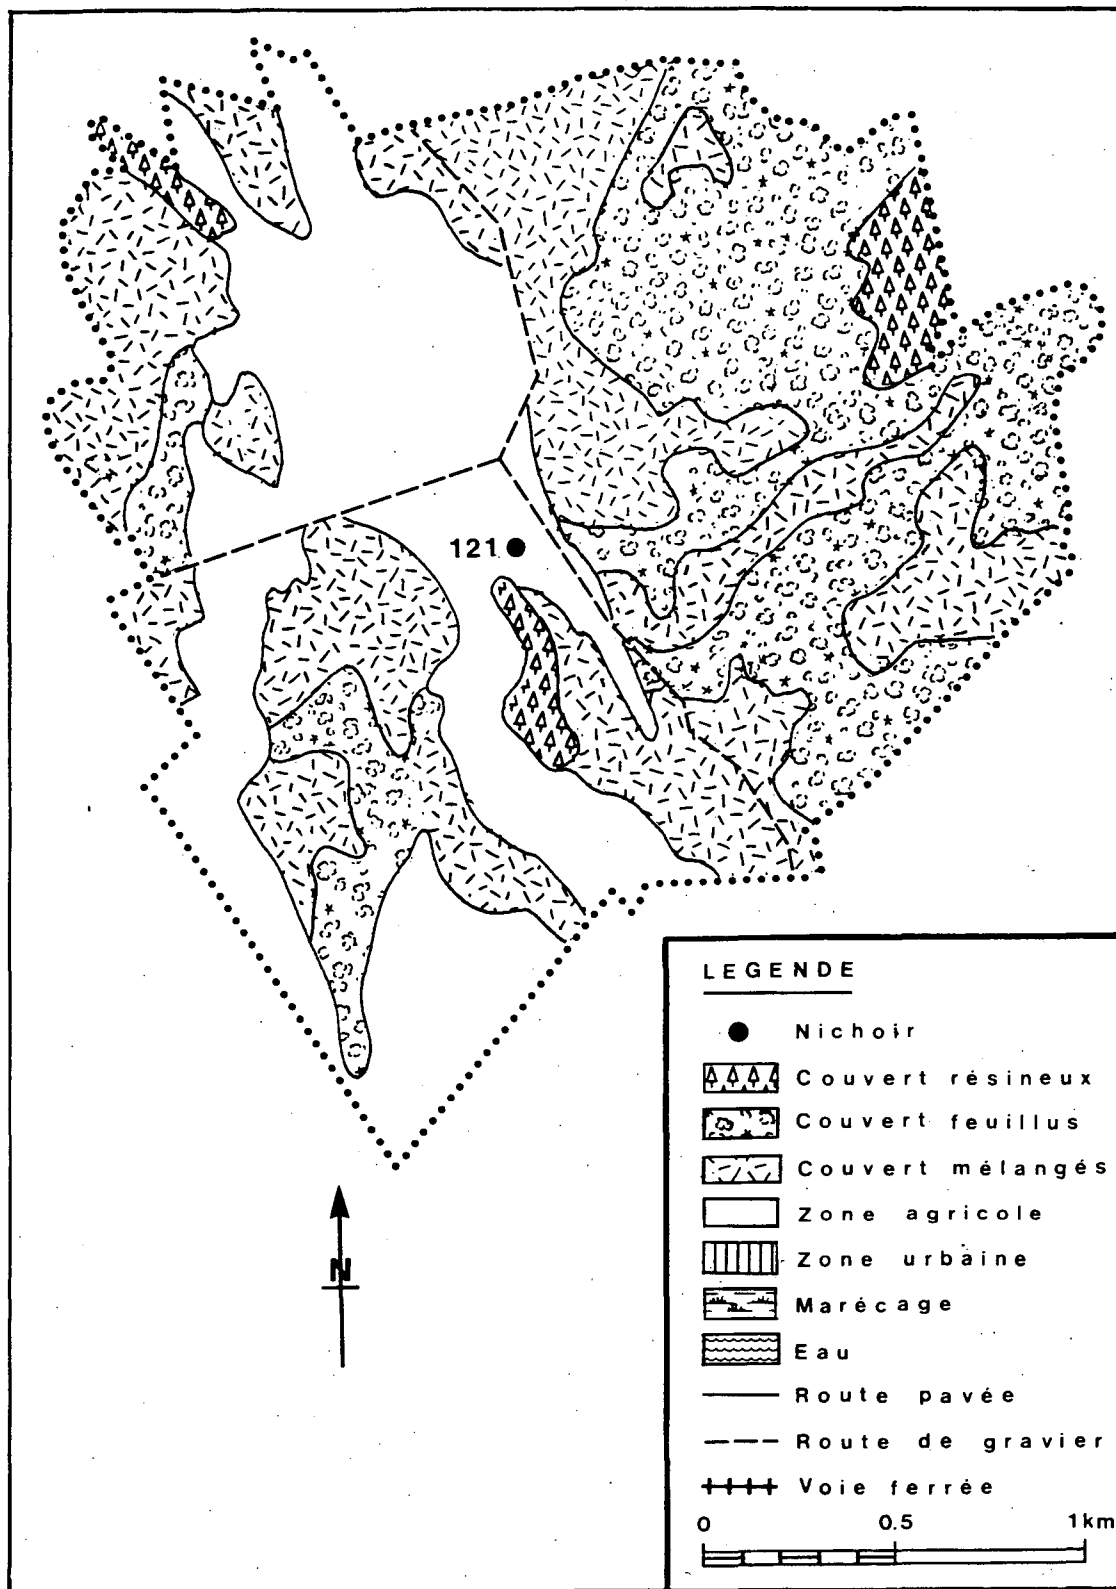 121
N
LEGENDE
Nichoir
Couvert résineux
Couvert feuillus
Couvert mélangés
Zone agricole
Zone urbaine
Marécage
Eau
Route pavée
Route de gravier
Voie ferrée
0 0.5 1km